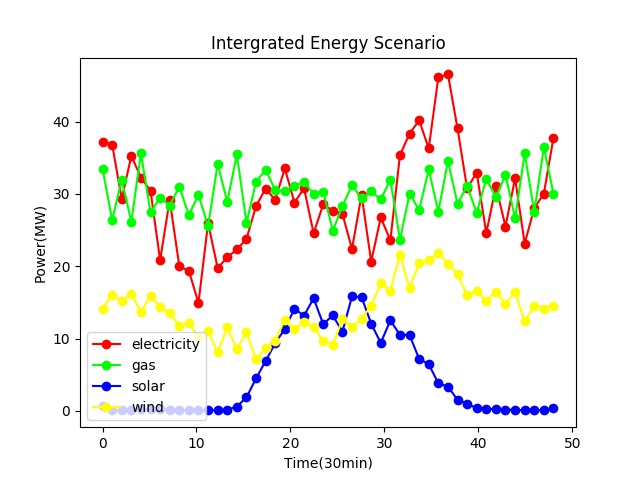 Intergrated Energy Scenario
Power(MW)
40
30
20
10
0
electricity
gas
solar
wind
0 10 20 30 40 50
Time(30min)